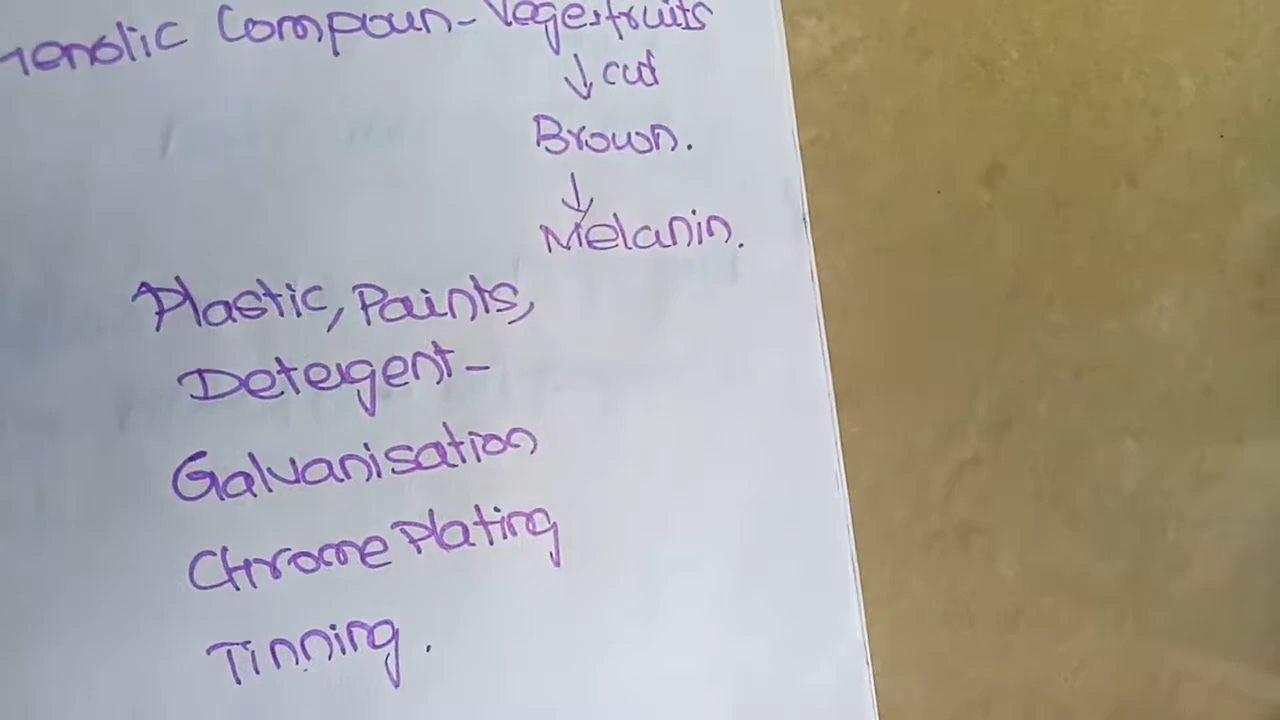 henolic Compoun- Vege,fruits
↓ cut
Brown.
↓
Melanin.
Plastic, Paints,
Detergent-
Galvanisation
Chrome Plating
Tinning.